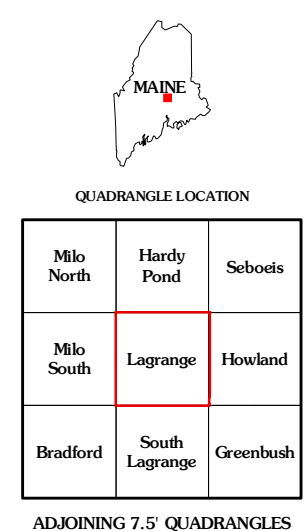 MAINE
QUADRANGLE LOCATION
Milo
North
Hardy
Pond
Seboeis
Milo
South
Lagrange
Howland
Bradford
South
Lagrange
Greenbush
ADJOINING 7.5' QUADRANGLES